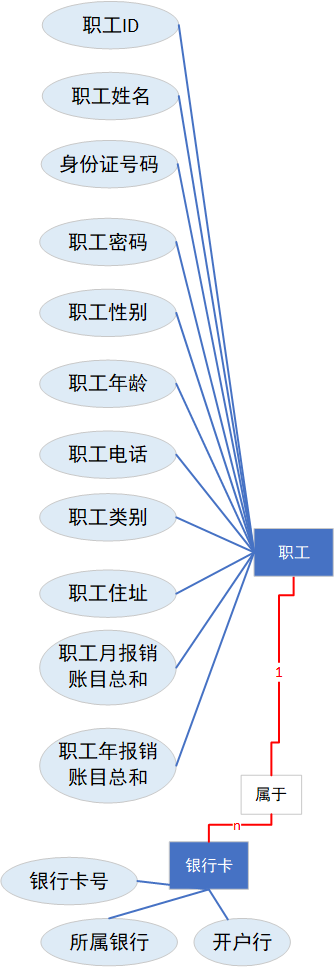 职工ID
职工姓名
身份证号码
职工密码
职工性别
职工年龄
职工电话
职工类别
职工
职工住址
职工月报销
账目总和
1
职工年报销
账目总和
属于
n
银行卡
银行卡号
所属银行
开户行